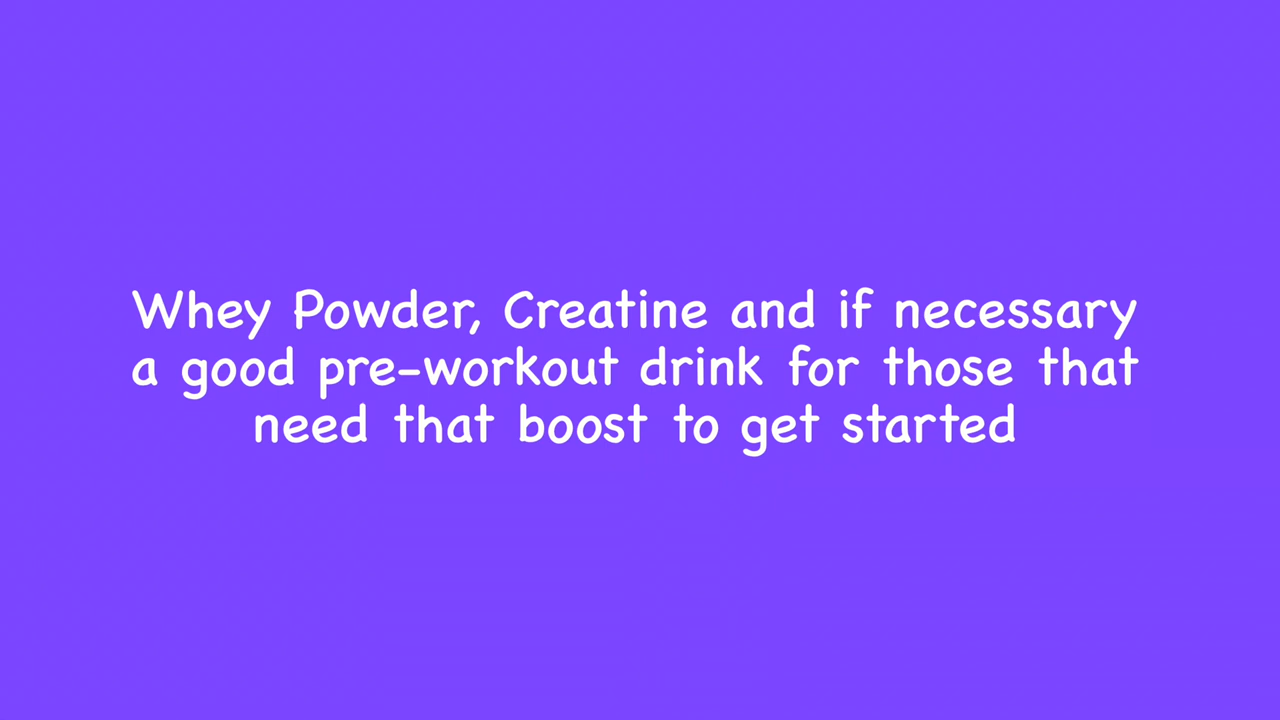 Whey Powder, Creatine and if necessary
a good pre-workout drink for those that
need that boost to get started